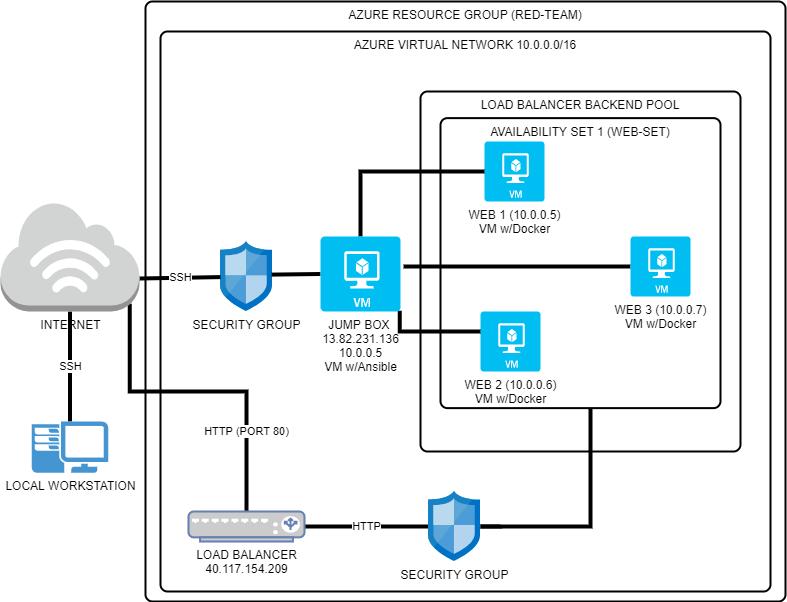 AZURE RESOURCE GROUP (RED-TEAM)
AZURE VIRTUAL NETWORK 10.0.0.0/16
LOAD BALANCER BACKEND POOL
AVAILABILITY SET 1 (WEB-SET)
VM
WEB 1 (10.0.0.5)
VM w/Docker
VM
WEB 3 (10.0.0.7)
VM w/Docker
VM
WEB 2 (10.0.0.6)
VM w/Docker
SSH
SECURITY GROUP
VM
JUMP BOX
13.82.231.136
10.0.0.5
VM w/Ansible
INTERNET
SSH
LOCAL WORKSTATION
HTTP (PORT 80)
LOAD BALANCER
40.117.154.209
HTTP
SECURITY GROUP